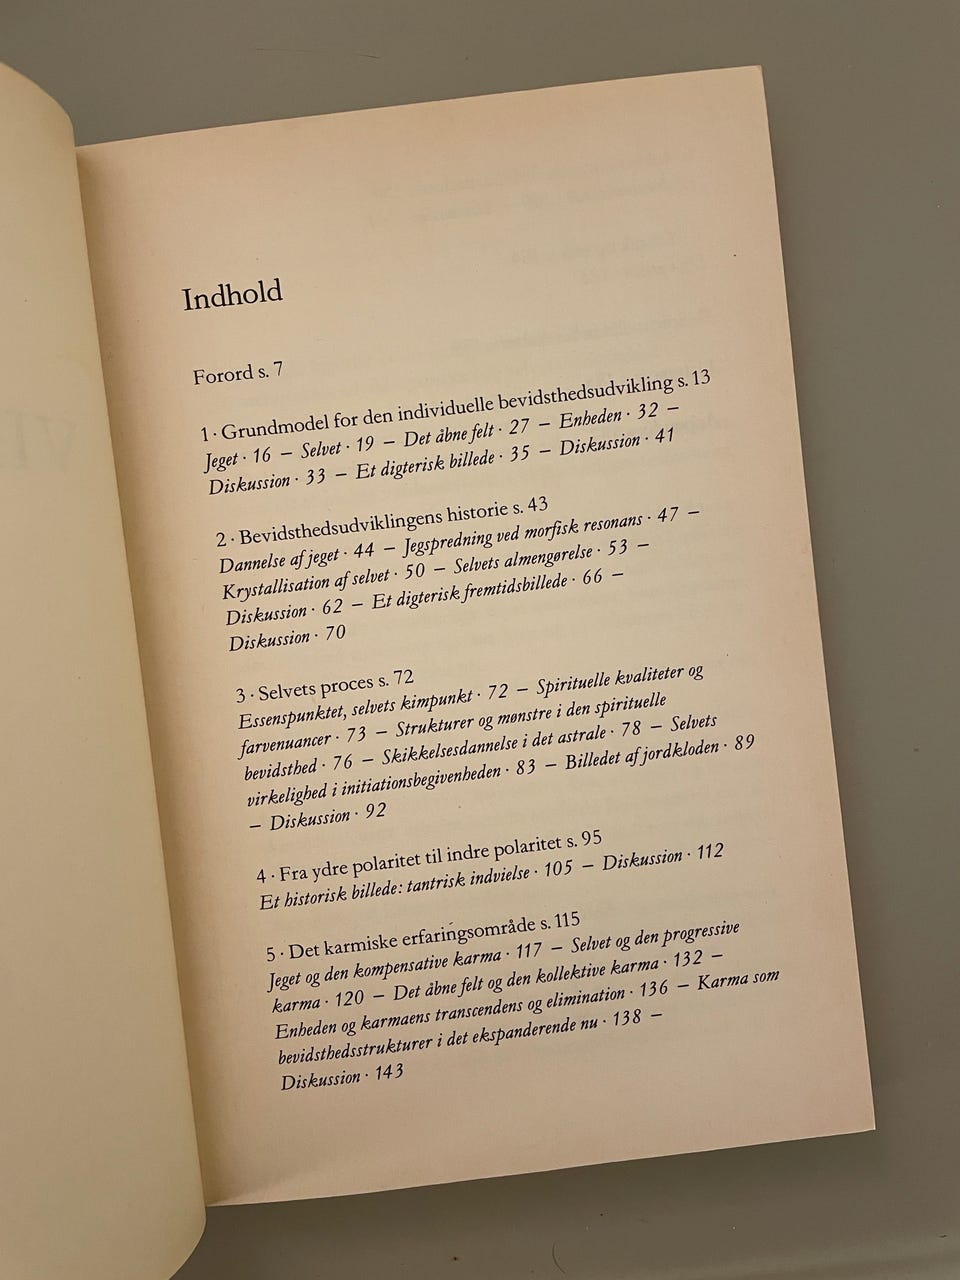 Indhold
Forord s. 7
1 · Grundmodel for den individuelle bevidsthedsudvikling s. 13
Jeget · 16 – Selvet · 19 – Det åbne felt · 27 – Enheden · 32 –
Diskussion · 33 – Et digterisk billede · 35 – Diskussion · 41
2 · Bevidsthedsudviklingens historie s. 43
Dannelse af jeget · 44 – Jegspredning ved morfisk resonans · 47 –
Krystallisation af selvet · 50 – Selvets almengørelse · 53 –
Diskussion · 62 – Et digterisk fremtidsbillede · 66 –
Diskussion · 70
3 · Selvets proces s. 72
Essenspunktet, selvets kimpunkt · 72 – Spirituelle kvaliteter og
farvenuancer · 73 – Strukturer og mønstre i den spirituelle
bevidsthed · 76 – Skikkelsesdannelse i det astrale · 78 – Selvets
virkelighed i initiationsbegivenheden · 83 – Billedet af jordkloden · 89
– Diskussion · 92
4 · Fra ydre polaritet til indre polaritet s. 95
Et historisk billede: tantrisk indvielse · 105 – Diskussion · 112
5 · Det karmiske erfaringsområde s. 115
Jeget og den kompensative karma · 117 – Selvet og den progressive
karma · 120 – Det åbne felt og den kollektive karma · 132 –
Enheden og karmaens transcendens og elimination · 136 – Karma som
bevidsthedsstrukturer i det ekspanderende nu · 138 –
Diskussion · 143